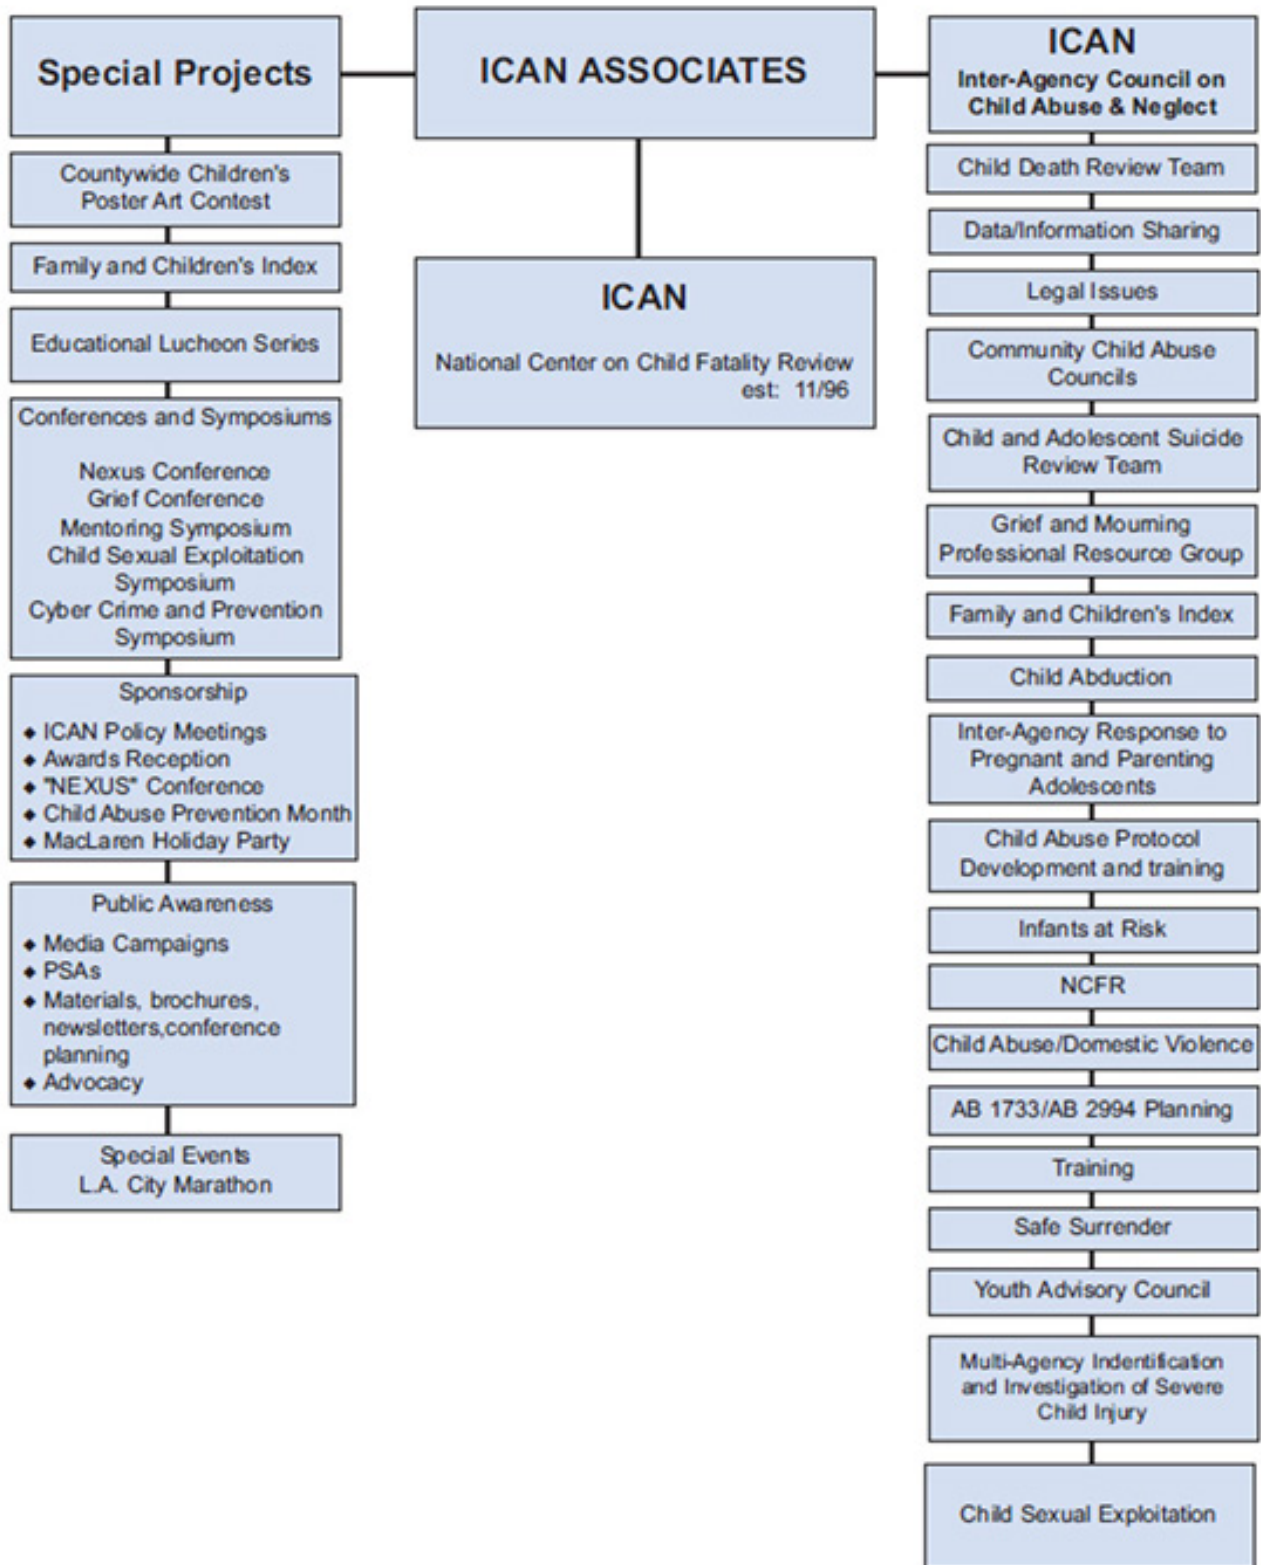 Special Projects
Countywide Children's
Poster Art Contest
Family and Children's Index
Educational Lucheon Series
Conferences and Symposiums
Nexus Conference
Grief Conference
Mentoring Symposium
Child Sexual Exploitation
Symposium
Cyber Crime and Prevention
Symposium
Sponsorship
◆ ICAN Policy Meetings
◆ Awards Reception
◆ "NEXUS" Conference
◆ Child Abuse Prevention Month
◆ MacLaren Holiday Party
Public Awareness
◆ Media Campaigns
◆ PSAs
◆ Materials, brochures,
newsletters,conference
planning
◆ Advocacy
Special Events
L.A. City Marathon
ICAN ASSOCIATES
ICAN
National Center on Child Fatality Review
est: 11/96
ICAN
Inter-Agency Council on
Child Abuse & Neglect
Child Death Review Team
Data/Information Sharing
Legal Issues
Community Child Abuse
Councils
Child and Adolescent Suicide
Review Team
Grief and Mourning
Professional Resource Group
Family and Children's Index
Child Abduction
Inter-Agency Response to
Pregnant and Parenting
Adolescents
Child Abuse Protocol
Development and training
Infants at Risk
NCFR
Child Abuse/Domestic Violence
AB 1733/AB 2994 Planning
Training
Safe Surrender
Youth Advisory Council
Multi-Agency Indentification
and Investigation of Severe
Child Injury
Child Sexual Exploitation